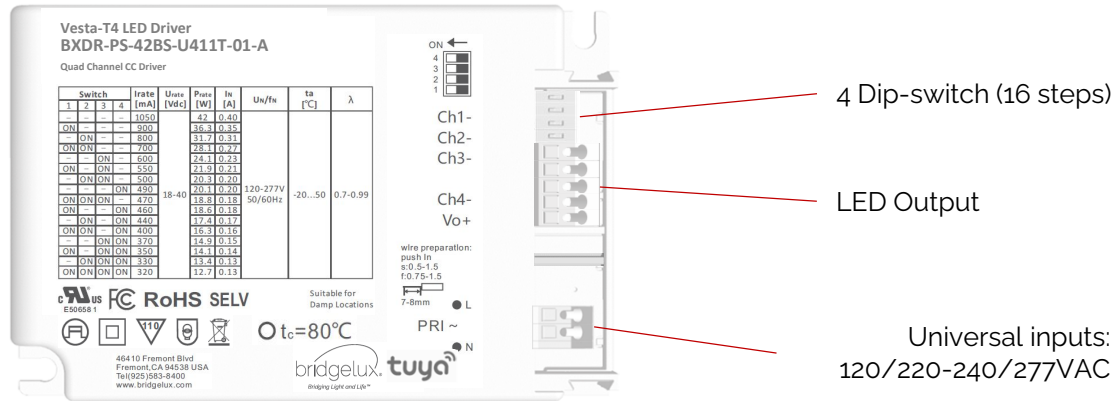 Vesta-T4 LED Driver
BXDR-PS-42BS-U411T-01-A
Quad Channel CC Driver
Switch Irate [mA] Urate [Vdc] Prate [W] IN [A] UN/fN ta [℃] λ
1 2 3 4
– – – – 1050 42 0.40
ON – – – 900 36.3 0.35
– ON – – 800 31.7 0.31
ON ON – – 700 28.1 0.27
– – ON – 600 24.1 0.23
ON – ON – 550 21.9 0.21
– ON ON – 500 20.3 0.20
– – – ON 490 20.1 0.20
18-40 120-277V 50/60Hz -20...50 0.7-0.99
ON ON ON – 470 18.8 0.18
ON – – ON 460 18.6 0.18
– ON – ON 440 17.4 0.17
ON ON – ON 400 16.3 0.16
– – ON ON 370 14.9 0.15
ON – ON ON 350 14.1 0.14
– ON ON ON 330 13.4 0.13
ON ON ON ON 320 12.7 0.13
c RU US FC RoHS SELV
E506581
Suitable for
Damp Locations
110
tc=80℃
46410 Fremont Blvd
Fremont,CA 94538 USA
Tel(925)583-8400
www.bridgelux.com
bridgelux.
Bridging Light and Life™
tuya
ON
4
3
2
1
Ch1-
Ch2-
Ch3-
Ch4-
Vo+
wire preparation:
push In
s:0.5-1.5
f:0.75-1.5
7-8mm
L
PRI ~
N
4 Dip-switch (16 steps)
LED Output
Universal inputs:
120/220-240/277VAC